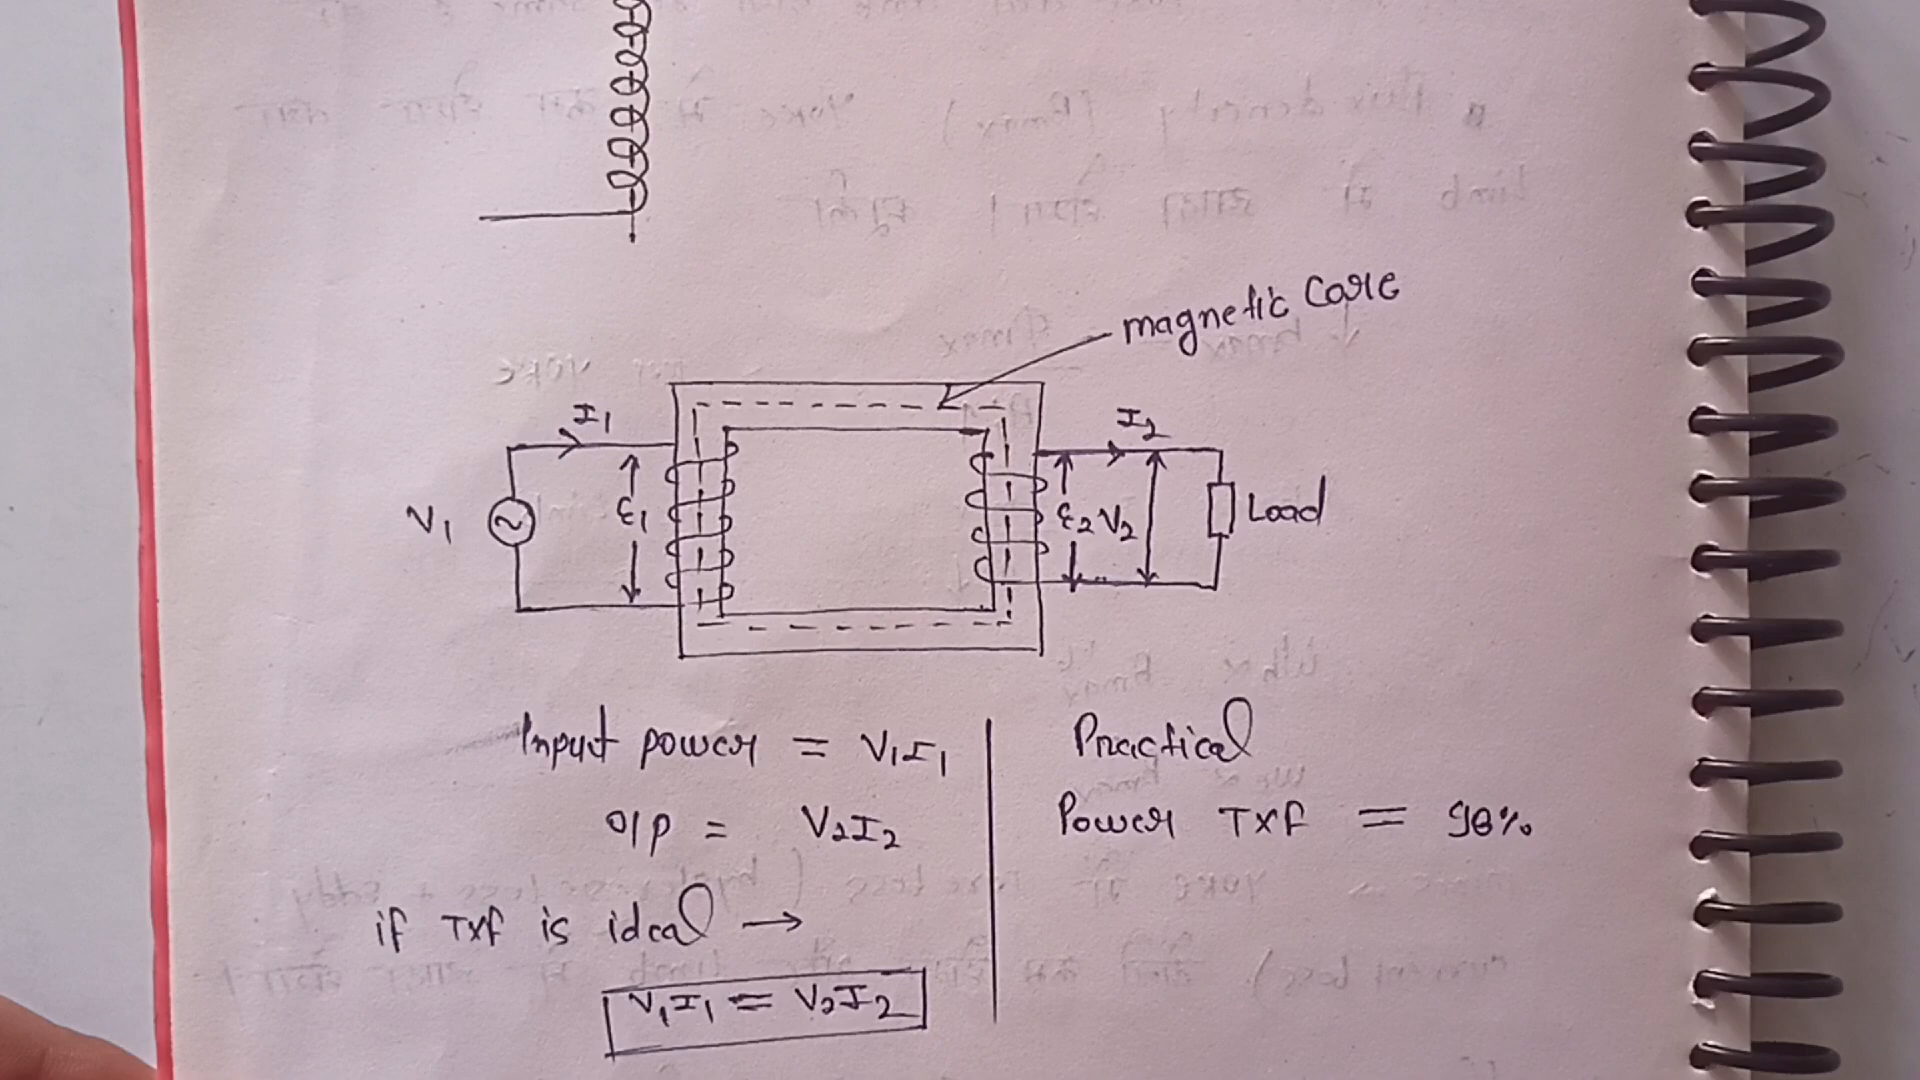 magnetic core
I1
I2
V1
ε1
ε2 V2
Load
Input power = V1I1
o/p = V2I2
if Txf is ideal →
V1I1 = V2I2
Practical
Power Txf = 98%